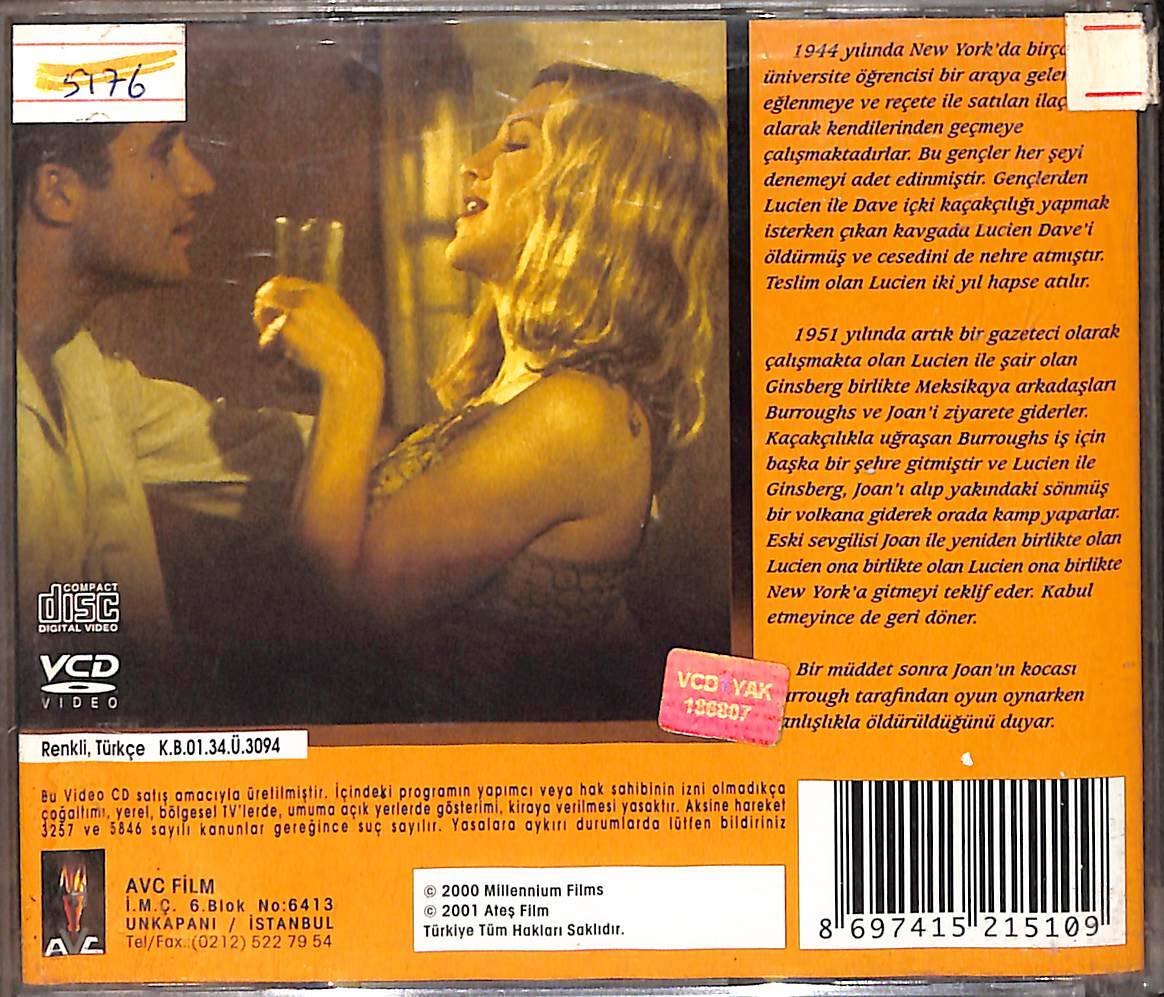 5176
1944 yılında New York'da
üniversite öğrencisi bir araya
eğlenmeye ve reçete ile satılan
alarak kendilerinden geçmeye
çalışmaktadırlar. Bu gençler her şeyi
denemeyi adet edinmiştir. Gençlerden
Lucien ile Dave içki kaçakçılığı yapmak
isterken çıkan kavgada Lucien Dave'i
öldürmüş ve cesedini de nehre atmıştır.
Teslim olan Lucien iki yıl hapse atılır.
1951 yılında artık bir gazeteci olarak
çalışmakta olan Lucien ile şair olan
Ginsberg birlikte Meksikaya arkadaşları
Burroughs ve Joan'i ziyarete giderler.
Kaçakçılıkla uğraşan Burroughs iş için
başka bir şehre gitmiştir ve Lucien ile
Ginsberg, Joan'ı alıp yakındaki sönmüş
bir volkana giderek orada kamp yaparlar.
Eski sevgilisi Joan ile yeniden birlikte olan
Lucien ona birlikte olan Lucien ona birlikte
New York'a gitmeyi teklif eder. Kabul
etmeyince de geri döner.
Bir müddet sonra Joan'ın kocası
tarafından oyun oynarken
öldürüldüğünü duyar.
COMPACT
disc
DIGITAL VIDEO
VCD
VIDEO
VCD YAK
186807
Renkli, Türkçe K.B.01.34.Ü.3094
Bu Video CD satış amacıyla üretilmiştir. İçindeki programın yapımcı veya hak sahibinin izni olmadıkça
çoğaltımı, yerel, bölgesel TV'lerde, umuma açık yerlerde gösterimi, kiraya verilmesi yasaktır. Aksine hareket
3257 ve 5846 sayılı kanunlar gereğince suç sayılır. Yasalara aykırı durumlarda lütfen bildiriniz
AVC
AVC FİLM
İ.M.Ç. 6.Blok No:6413
UNKAPANI / İSTANBUL
Tel/Fax.:(0212) 522 79 54
© 2000 Millennium Films
© 2001 Ateş Film
Türkiye Tüm Hakları Saklıdır.
8 697415 215109